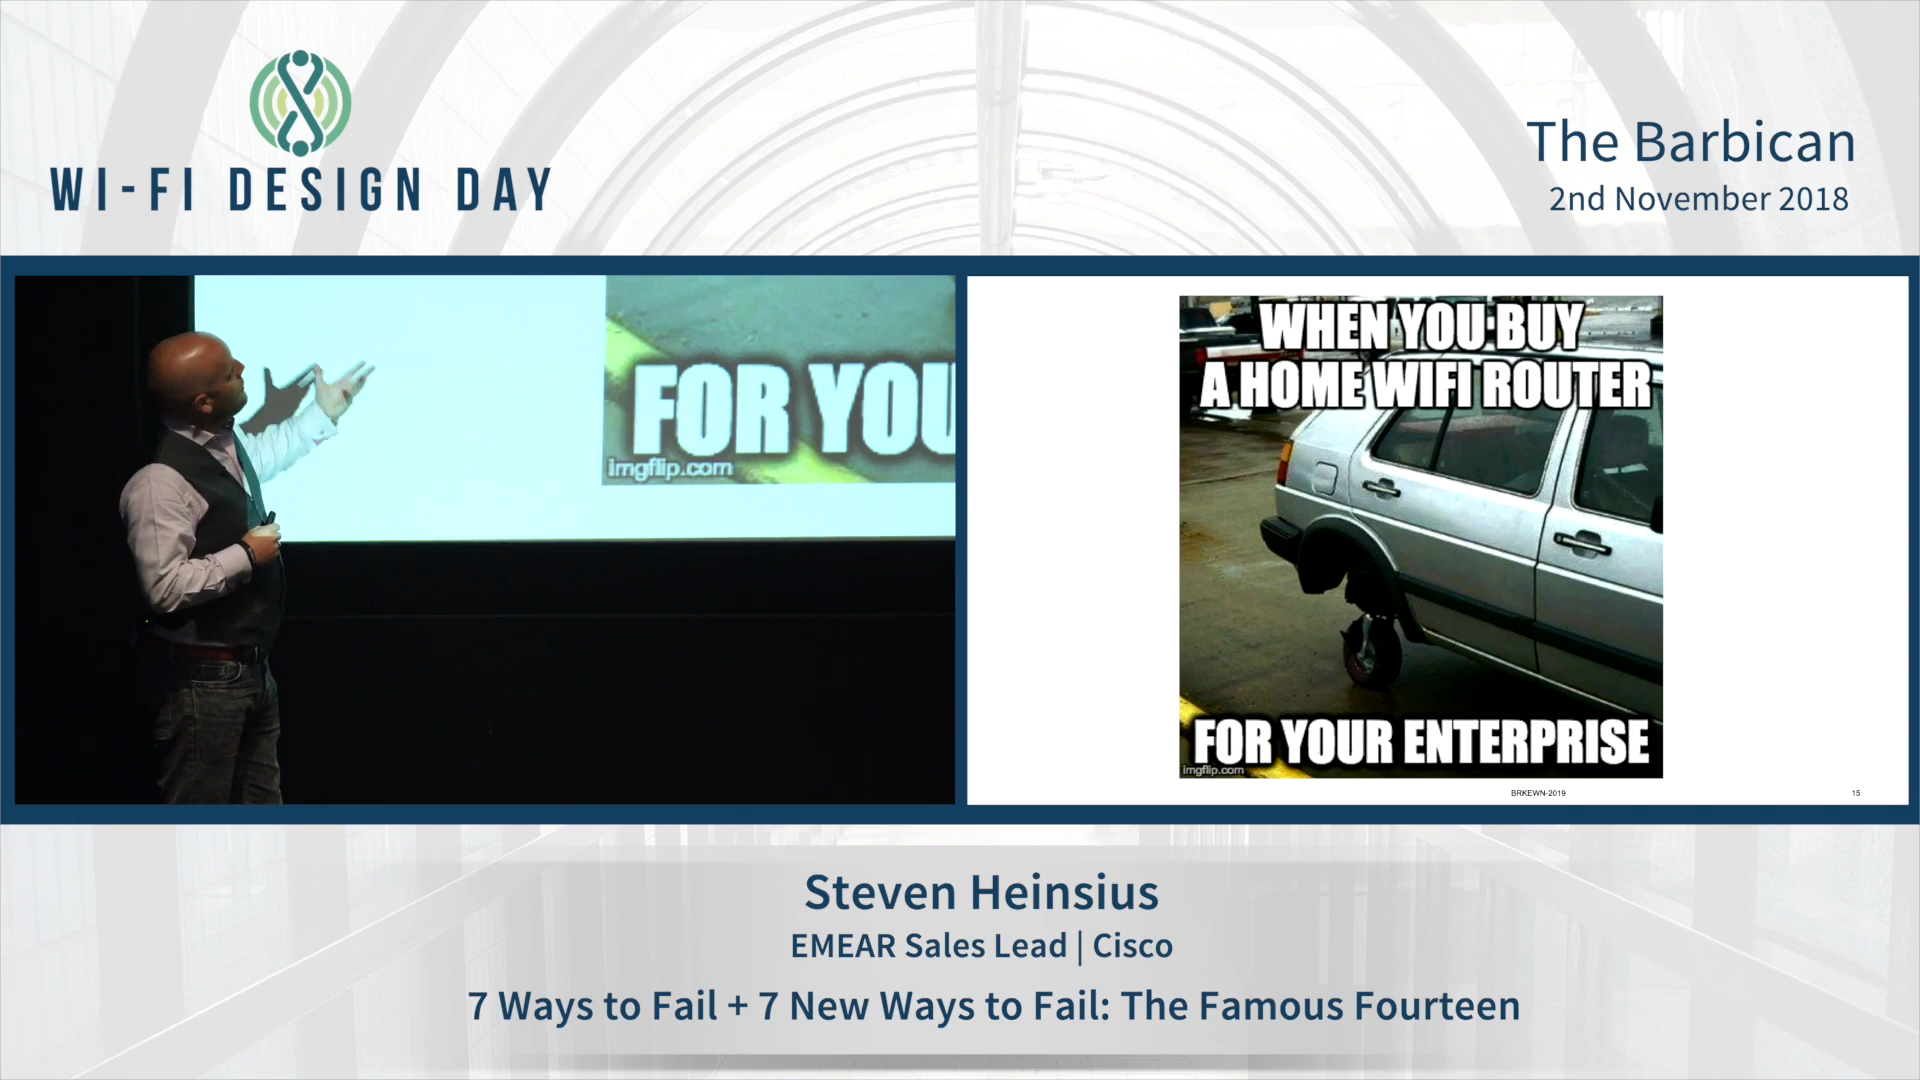 WI-FI DESIGN DAY
The Barbican
2nd November 2018
FOR YOU
imgflip.com
WHEN YOU BUY
A HOME WIFI ROUTER
FOR YOUR ENTERPRISE
imgflip.com
BRKEWN-2019
15
Steven Heinsius
EMEAR Sales Lead | Cisco
7 Ways to Fail + 7 New Ways to Fail: The Famous Fourteen